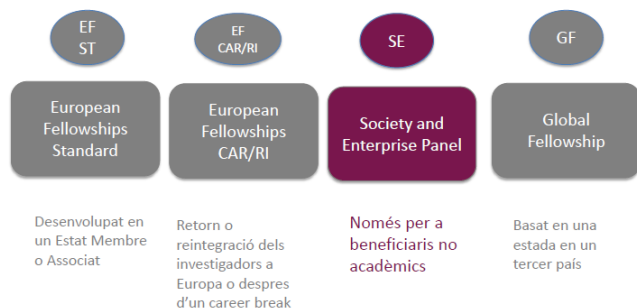 EF
ST
EF
CAR/RI
SE
GF
European
Fellowships
Standard
European
Fellowships
CAR/RI
Society and
Enterprise Panel
Global
Fellowship
Desenvolupat en
un Estat Membre
o Associat
Retorn o
reintegració dels
investigadors a
Europa o despres
d'un career break
Només per a
beneficiaris no
acadèmics
Basat en una
estada en un
tercer país